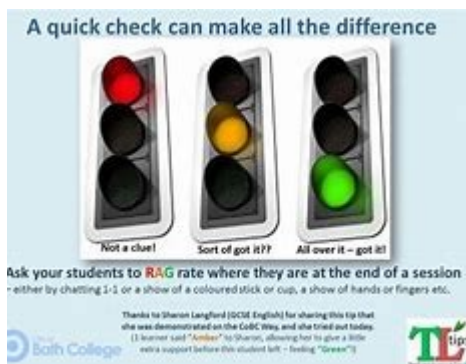 A quick check can make all the difference
Not a clue!
Sort of got it??
All over it – got it!
Ask your students to RAG rate where they are at the end of a session
– either by chatting 1-1 or a show of a coloured stick or cup, a show of hands or fingers etc.
Thanks to Sharon Langford (GCSE English) for sharing this tip that
she was demonstrated on the CoBC Way, and she tried out today.
(1 learner said "Amber" to Sharon, allowing her to give a little
extra support before this student left – feeling "Green"!)
Bath College
TL tips